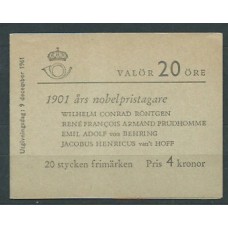 VALÖR 20 ÖRE
1901 års nobelpristagare
WILHELM CONRAD RÖNTGEN
RENÉ FRANÇOIS ARMAND PRUDHOMME
EMIL ADOLF von BEHRING
JACOBUS HENRICUS van't HOFF
20 stycken frimärken Pris 4 kronor
Utgivningsdag: 9 december 1961